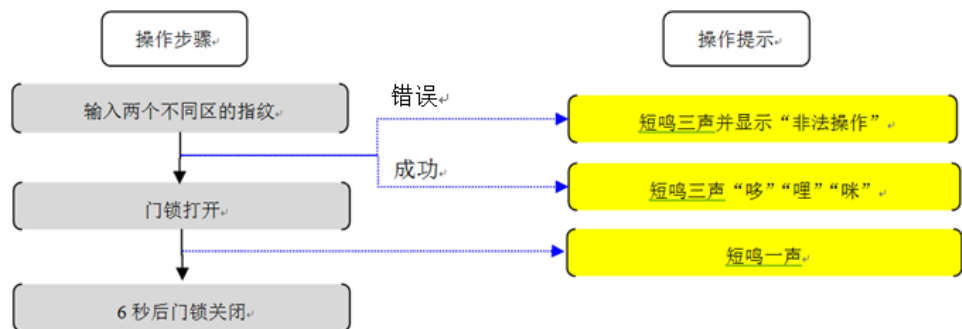 操作步骤
操作提示
输入两个不同区的指纹
错误
短鸣三声并显示“非法操作”
成功
短鸣三声“哆”“哩”“咪”
门锁打开
短鸣一声
6秒后门锁关闭